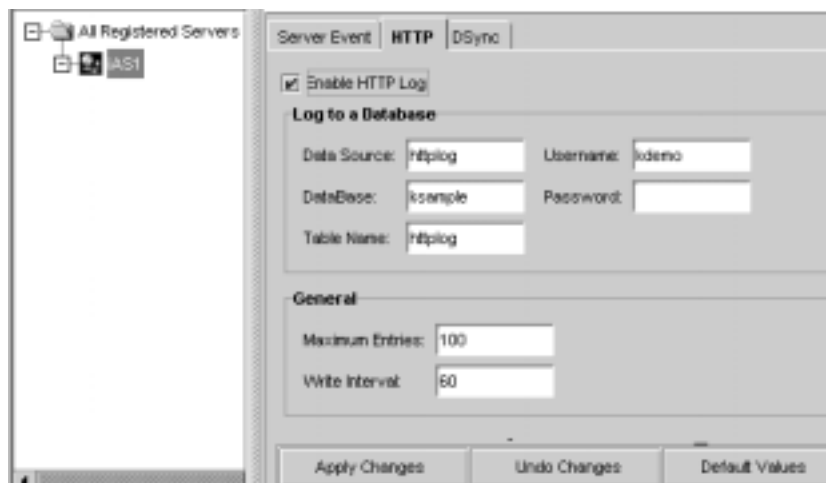 All Registered Servers
AS1
Server Event HTTP DSync
Enable HTTP Log
Log to a Database
Data Source: httplog Username: kdemo
DataBase: ksample Password:
Table Name: httplog
General
Maximum Entries: 100
Write Interval: 60
Apply Changes Undo Changes Default Values